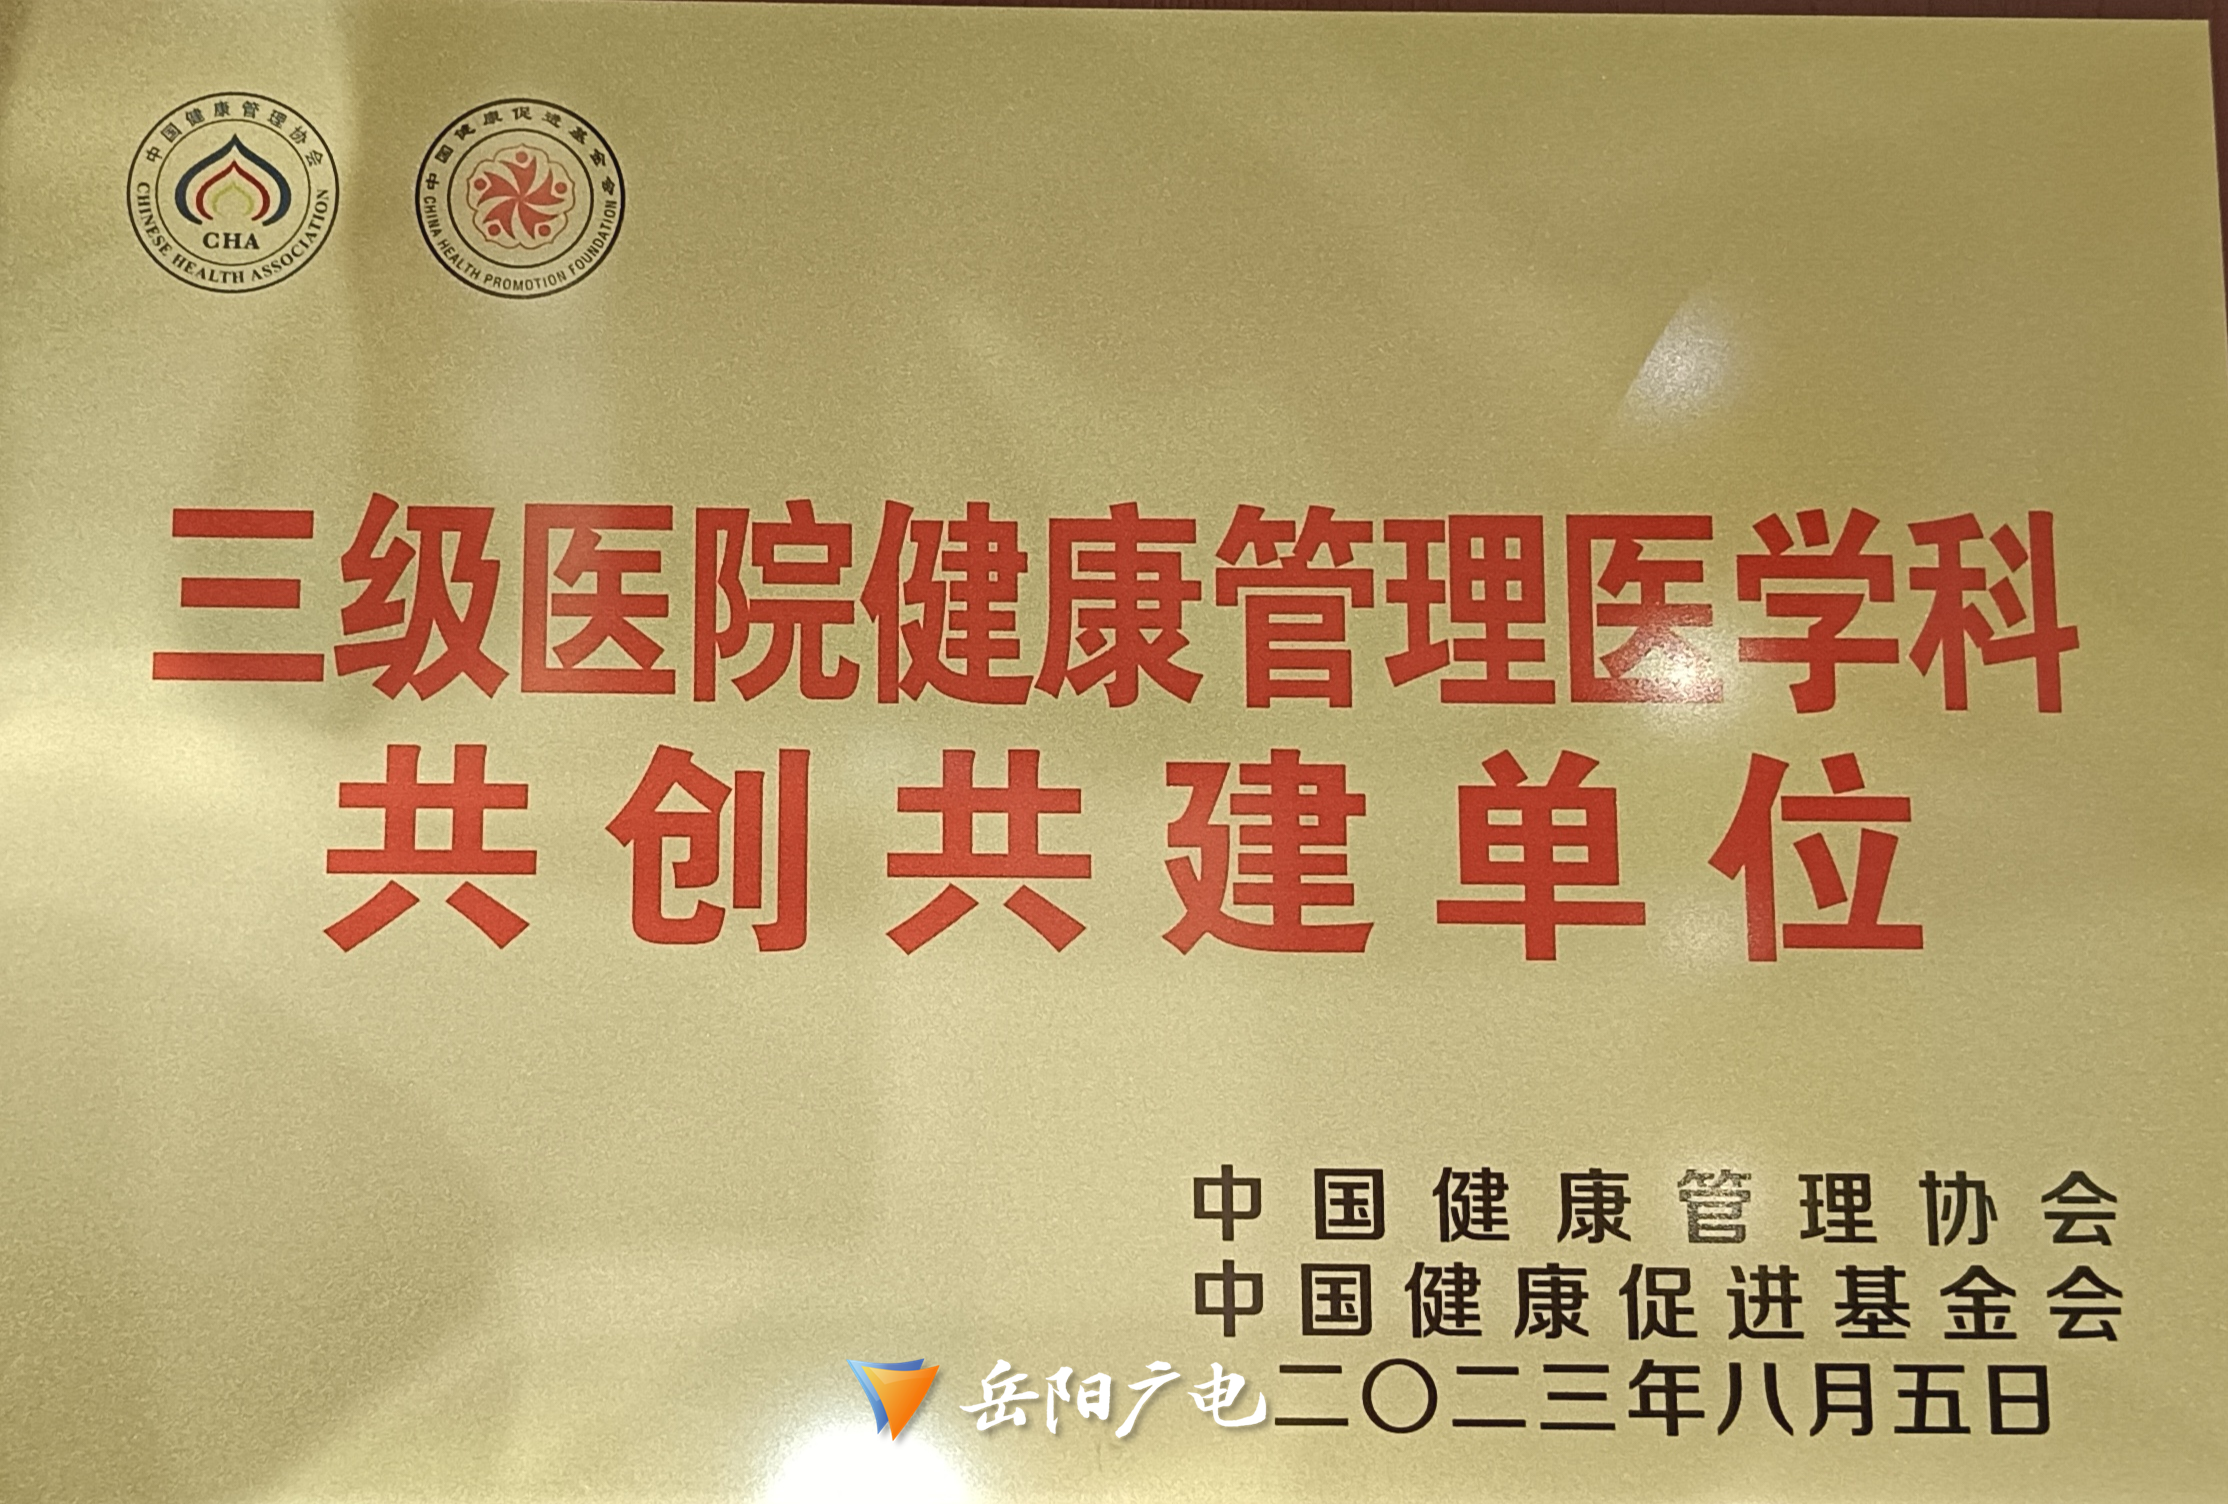 中国健康管理协会
CHA
CHINESE HEALTH ASSOCIATION
中国健康促进基金会
CHINA HEALTH PROMOTION FOUNDATION
三级医院健康管理医学科
共创共建单位
中国健康管理协会
中国健康促进基金会
二〇二三年八月五日
岳阳广电